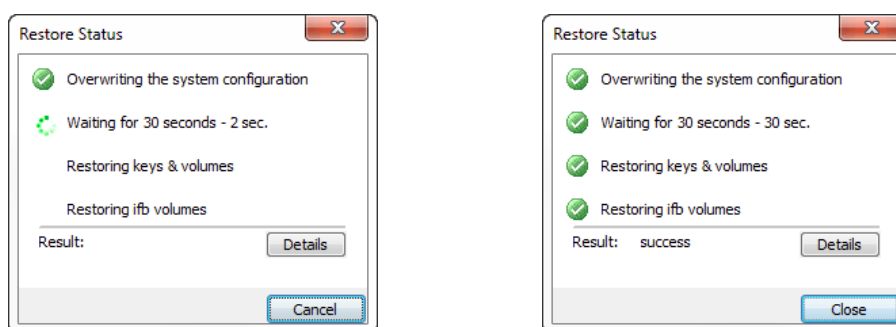 Restore Status
Overwriting the system configuration
Waiting for 30 seconds - 2 sec.
Restoring keys & volumes
Restoring ifb volumes
Result:
Details
Cancel
Restore Status
Overwriting the system configuration
Waiting for 30 seconds - 30 sec.
Restoring keys & volumes
Restoring ifb volumes
Result: success
Details
Close